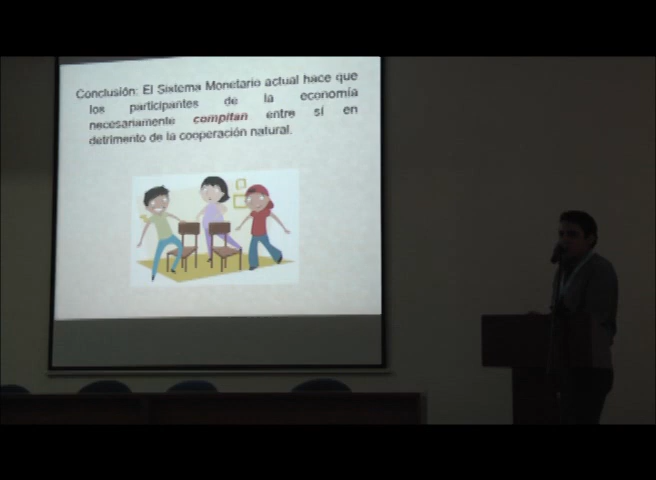 Conclusión: El Sistema Monetario actual hace que
los participantes de la economía
necesariamente compitan entre sí en
detrimento de la cooperación natural.